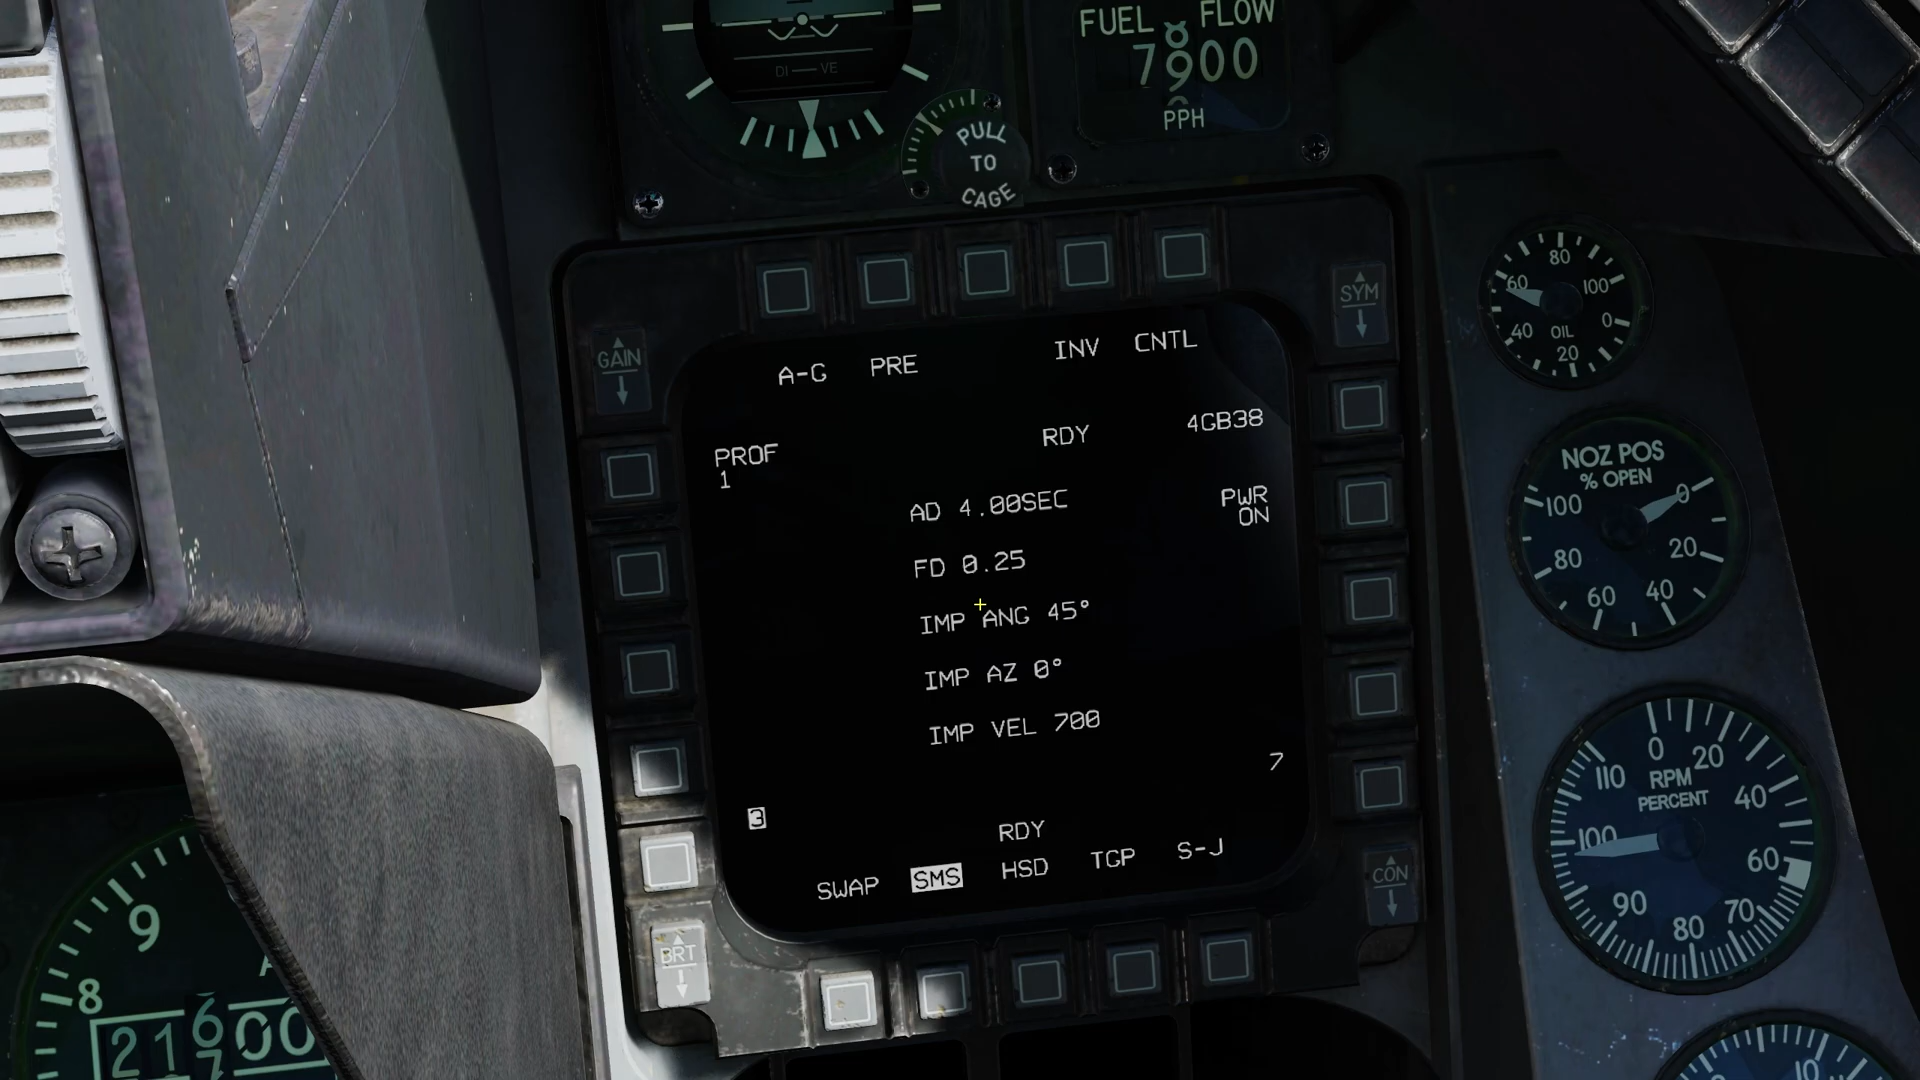 FUEL FLOW
7900
PPH
DI VE
PULL
TO
CAGE
GAIN
SYM
A-G PRE INV CNTL
PROF
1
RDY 4GB38
AD 4.00SEC
PWR
ON
FD 0.25
IMP ANG 45°
IMP AZ 0°
IMP VEL 700
7
3
RDY
SWAP SMS HSD TGP S-J
BRT
CON
80
60 100
40 OIL 0
20
NOZ POS
% OPEN
100 0
80 20
60 40
0 20
110 RPM
PERCENT 40
100
60
90 70
80
9
8
A
10